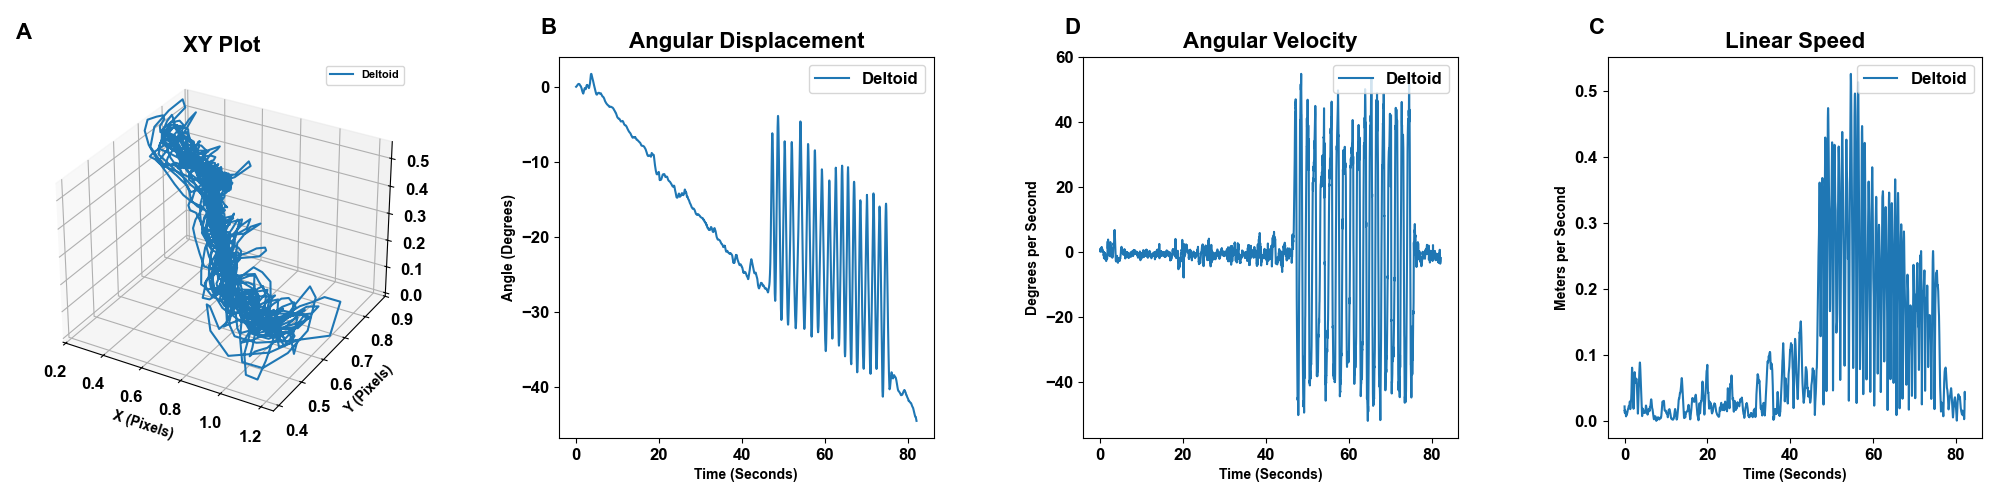 A
XY Plot
Deltoid
0.5
0.4
0.3
0.2
0.1
0.0
0.9
0.8
0.7
0.6
0.5
0.4
Y (Pixels)
0.2
0.4
0.6
0.8
1.0
1.2
X (Pixels)
B
Angular Displacement
Deltoid
0
−10
−20
−30
−40
Angle (Degrees)
0 20 40 60 80
Time (Seconds)
D
Angular Velocity
Deltoid
60
40
20
0
−20
−40
Degrees per Second
0 20 40 60 80
Time (Seconds)
C
Linear Speed
Deltoid
0.5
0.4
0.3
0.2
0.1
0.0
Meters per Second
0 20 40 60 80
Time (Seconds)